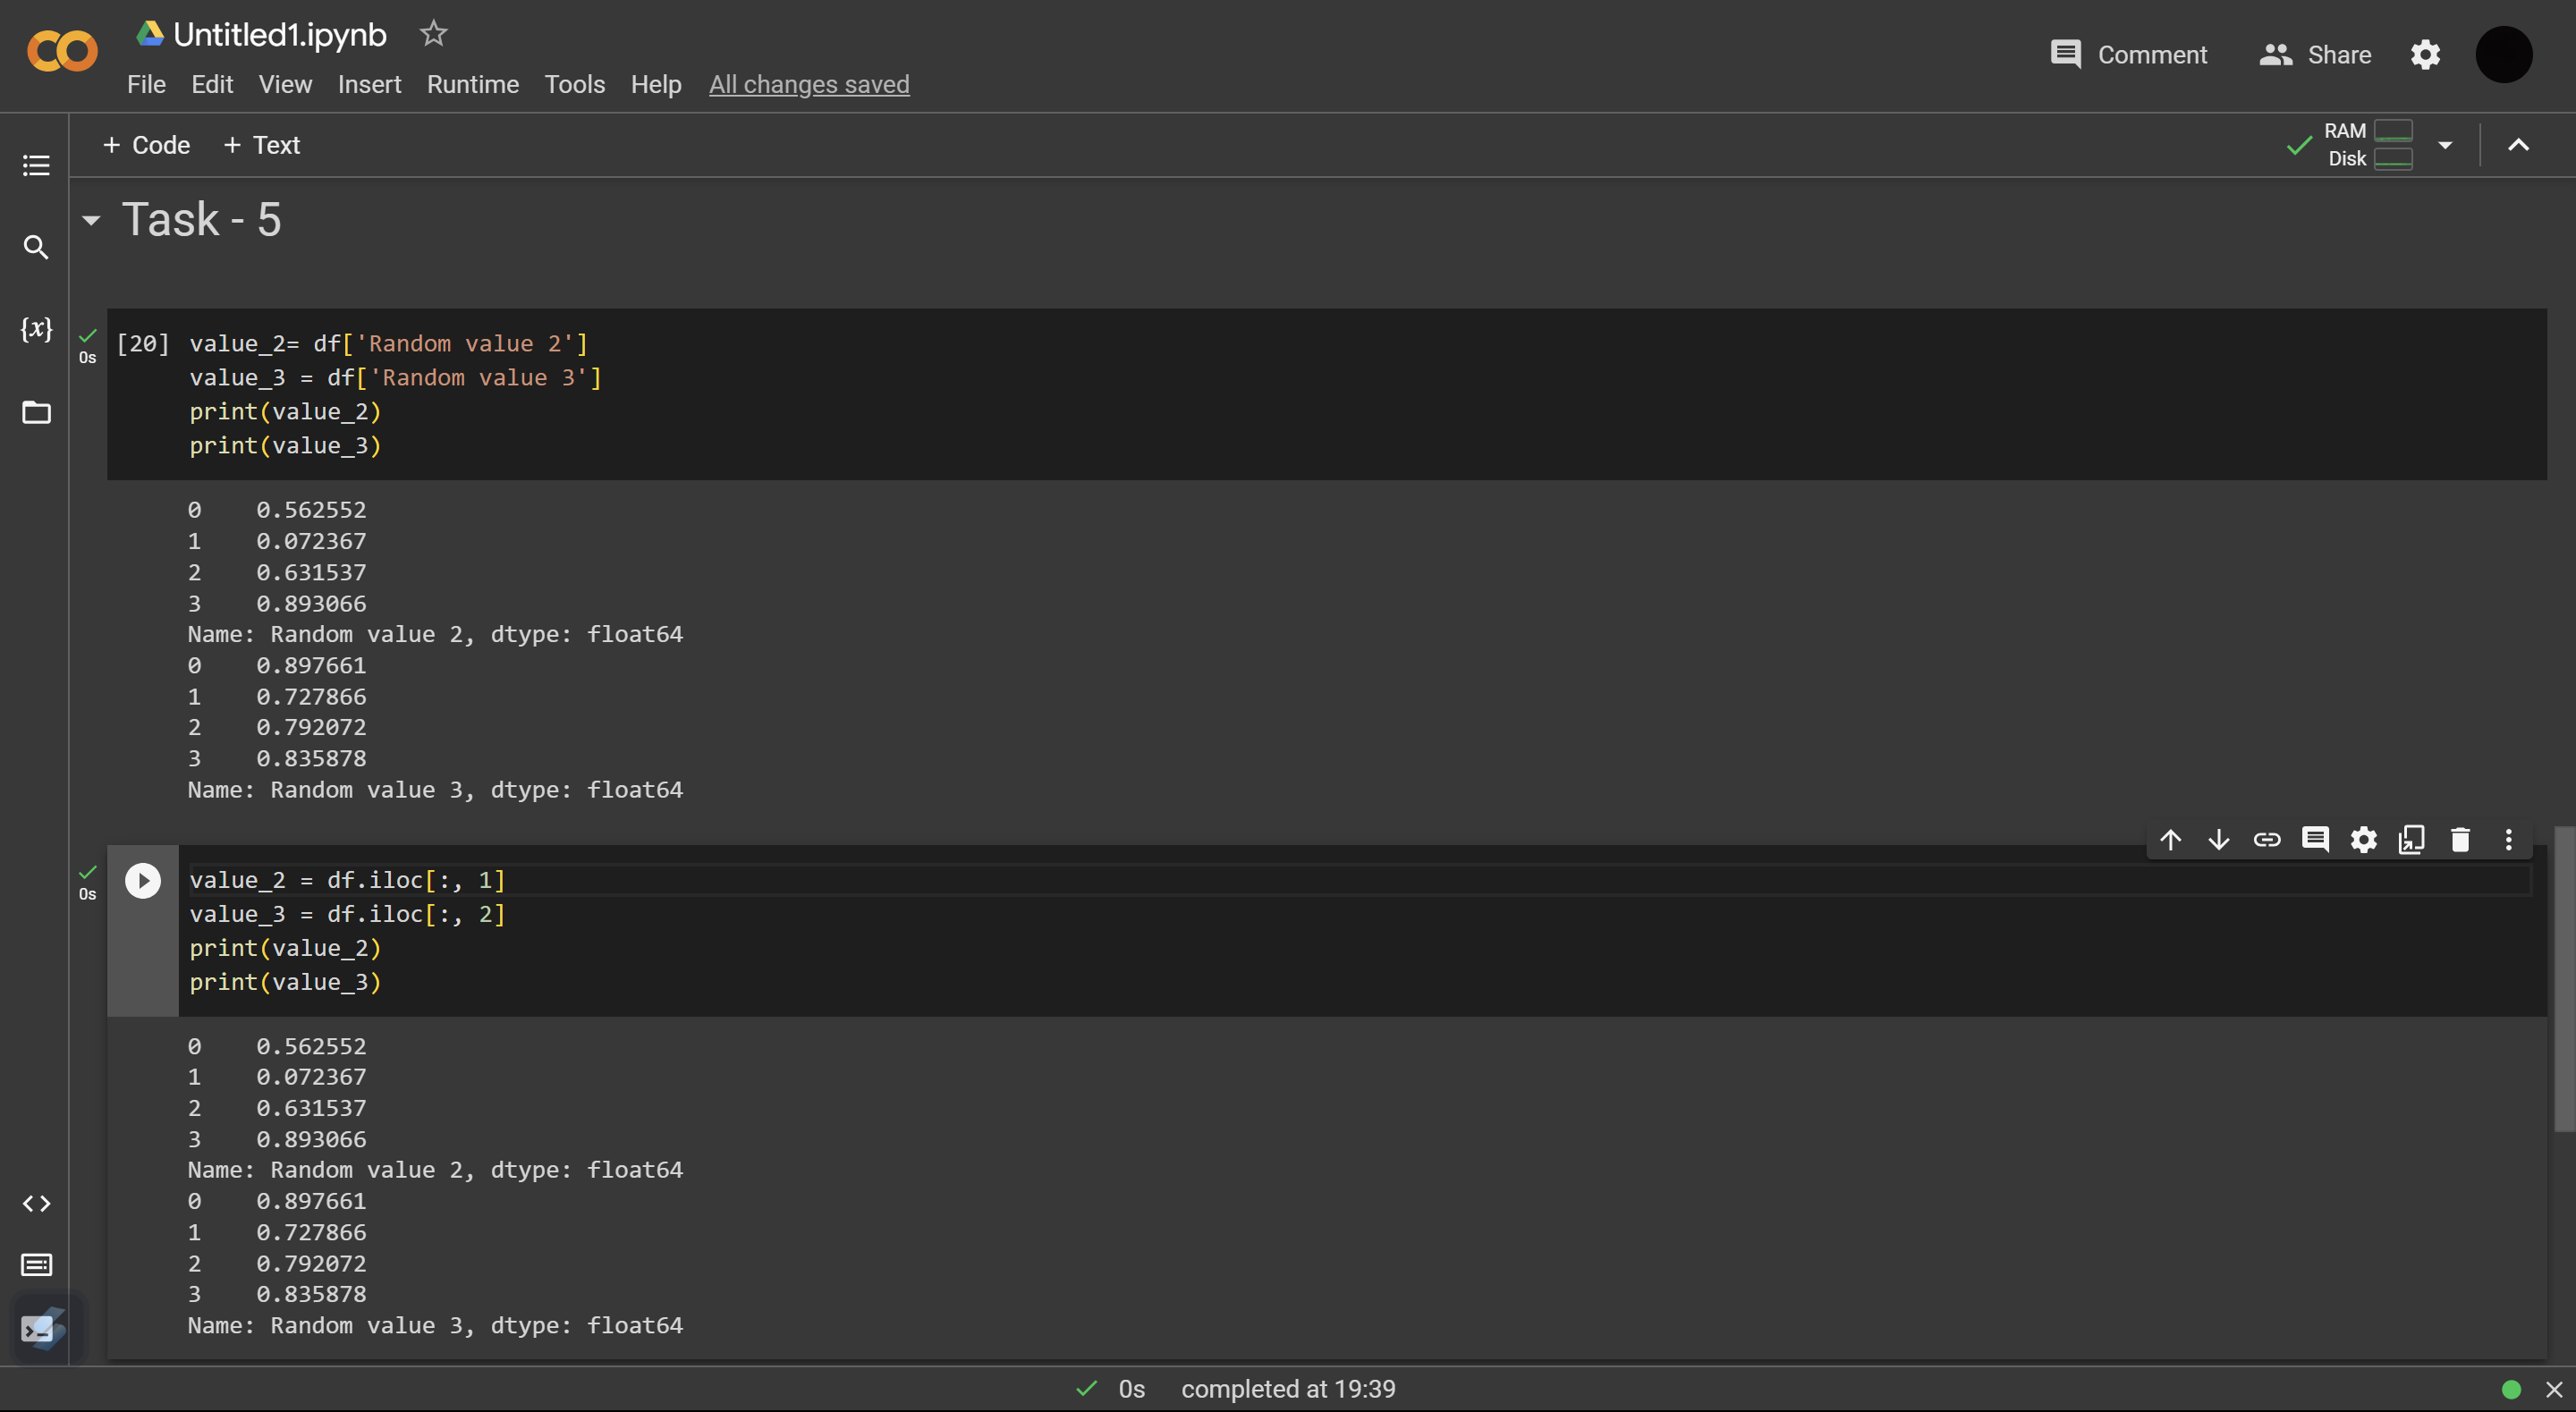 Untitled1.ipynb
File Edit View Insert Runtime Tools Help All changes saved
Comment Share
+ Code + Text
RAM
Disk
Task - 5
0s
[20] value_2= df['Random value 2']
value_3 = df['Random value 3']
print(value_2)
print(value_3)
0 0.562552
1 0.072367
2 0.631537
3 0.893066
Name: Random value 2, dtype: float64
0 0.897661
1 0.727866
2 0.792072
3 0.835878
Name: Random value 3, dtype: float64
0s
value_2 = df.iloc[:, 1]
value_3 = df.iloc[:, 2]
print(value_2)
print(value_3)
0 0.562552
1 0.072367
2 0.631537
3 0.893066
Name: Random value 2, dtype: float64
0 0.897661
1 0.727866
2 0.792072
3 0.835878
Name: Random value 3, dtype: float64
0s completed at 19:39